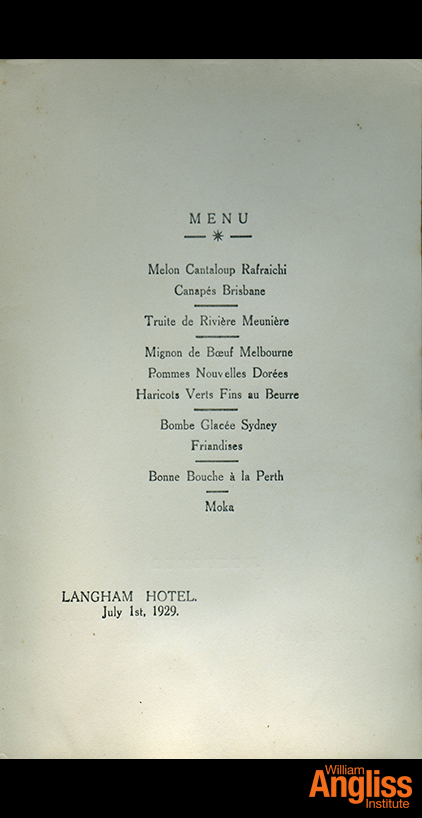 MENU
Melon Cantaloup Rafraichi
Canapés Brisbane
Truite de Rivière Meunière
Mignon de Bœuf Melbourne
Pommes Nouvelles Dorées
Haricots Verts Fins au Beurre
Bombe Glacée Sydney
Friandises
Bonne Bouche à la Perth
Moka
LANGHAM HOTEL.
July 1st, 1929.
William
Angliss
Institute